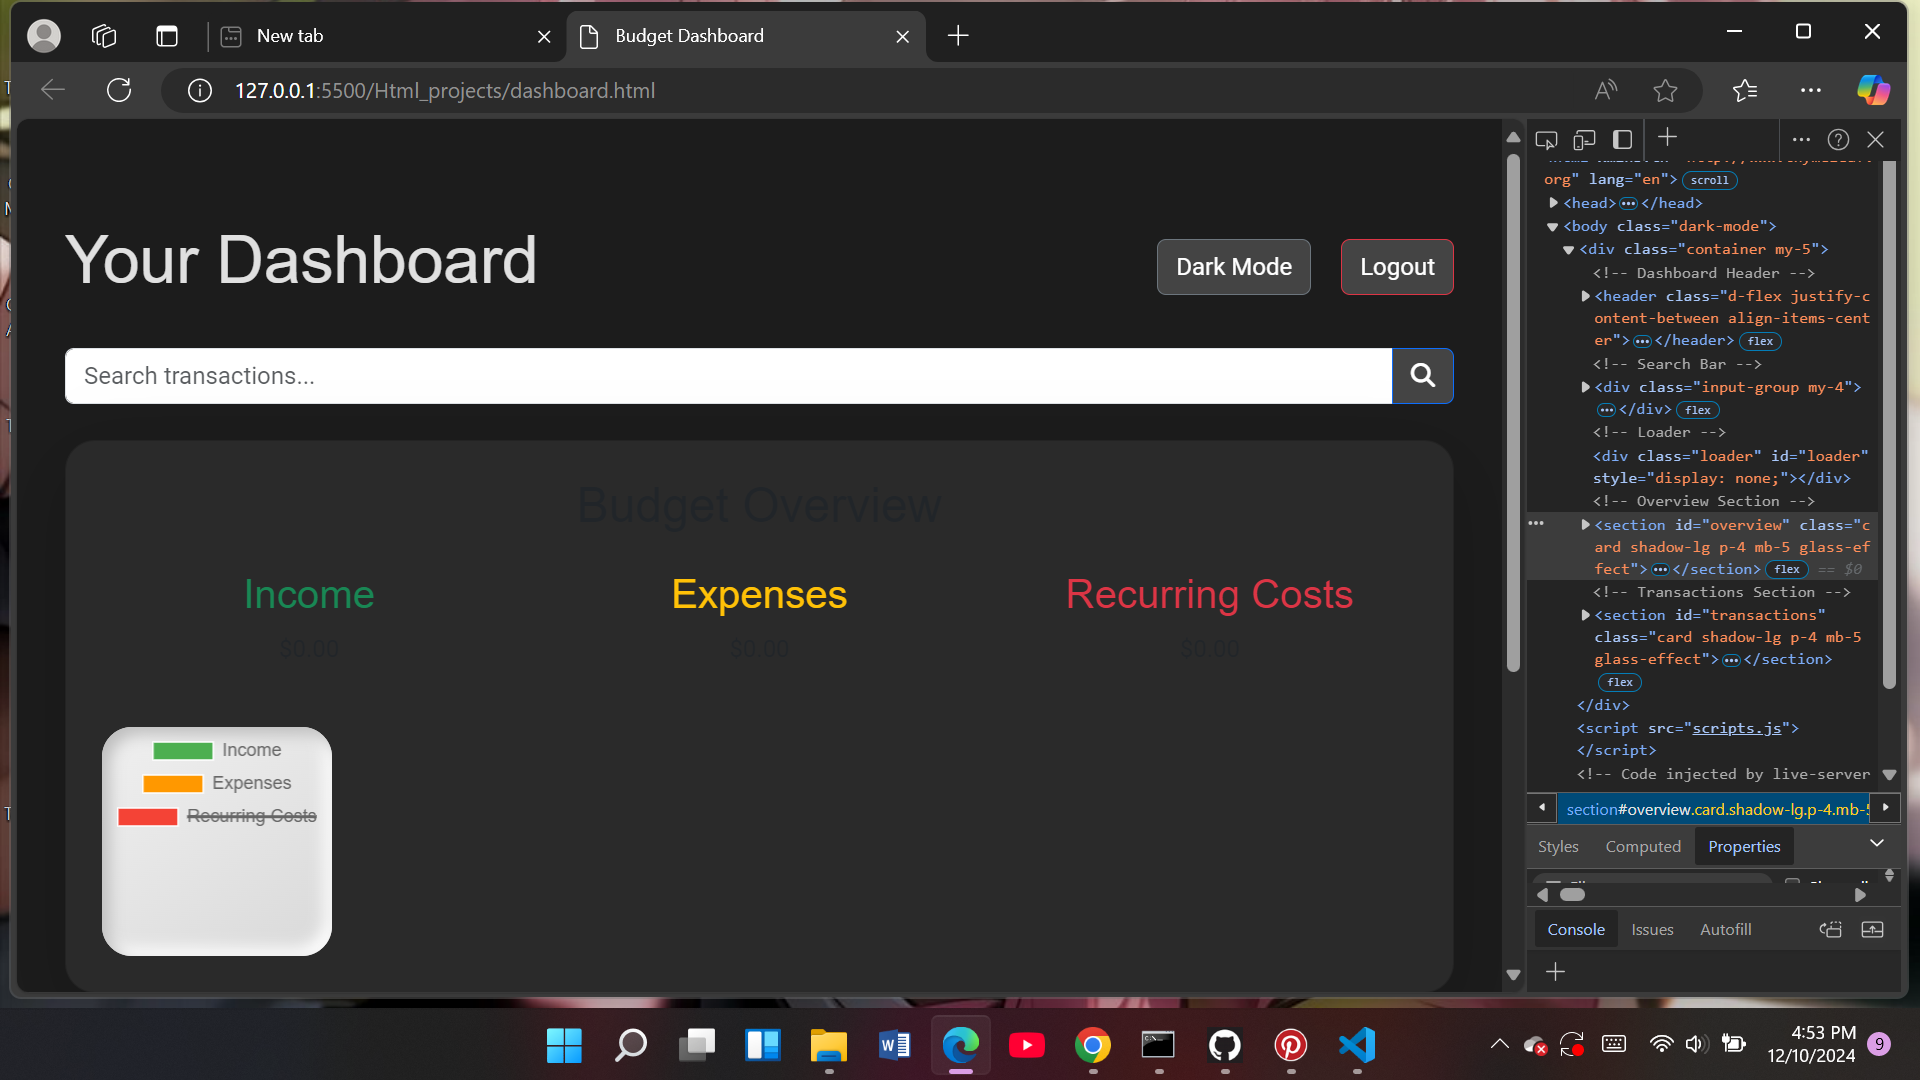 New tab
Budget Dashboard
127.0.0.1:5500/Html_projects/dashboard.html
Your Dashboard
Dark Mode
Logout
Search transactions...
Budget Overview
Income
Expenses
Recurring Costs
$0.00
$0.00
$0.00
Income
Expenses
Recurring Costs
org" lang="en"> scroll
<head> </head>
<body class="dark-mode">
<div class="container my-5">
<!-- Dashboard Header -->
<header class="d-flex justify-c
ontent-between align-items-cent
er"> </header> flex
<!-- Search Bar -->
<div class="input-group my-4">
</div> flex
<!-- Loader -->
<div class="loader" id="loader"
style="display: none;"></div>
<!-- Overview Section -->
<section id="overview" class="c
ard shadow-lg p-4 mb-5 glass-ef
fect"> </section> flex == $0
<!-- Transactions Section -->
<section id="transactions"
class="card shadow-lg p-4 mb-5
glass-effect"> </section>
flex
</div>
<script src="scripts.js">
</script>
<!-- Code injected by live-server
section#overview.card.shadow-lg.p-4.mb-5
Styles
Computed
Properties
Console
Issues
Autofill
4:53 PM
12/10/2024
9